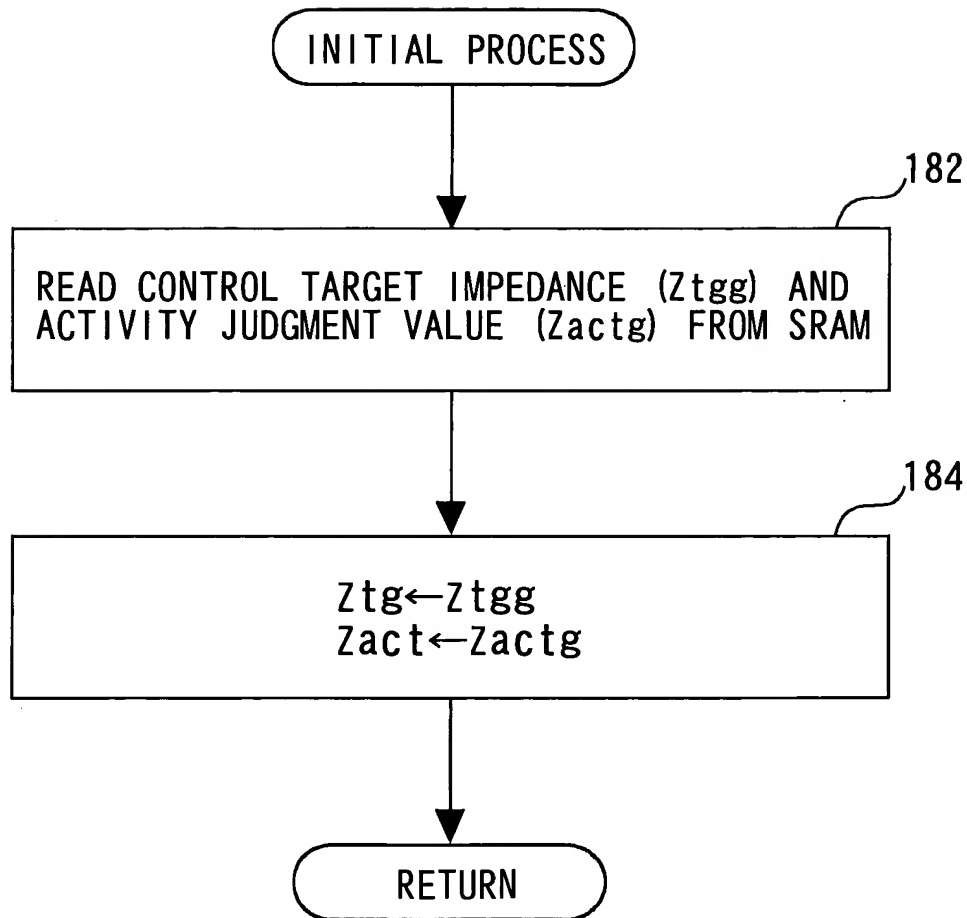 INITIAL PROCESS
182
READ CONTROL TARGET IMPEDANCE (Ztgg) AND
ACTIVITY JUDGMENT VALUE (Zactg) FROM SRAM
184
Ztg←Ztgg
Zact←Zactg
RETURN